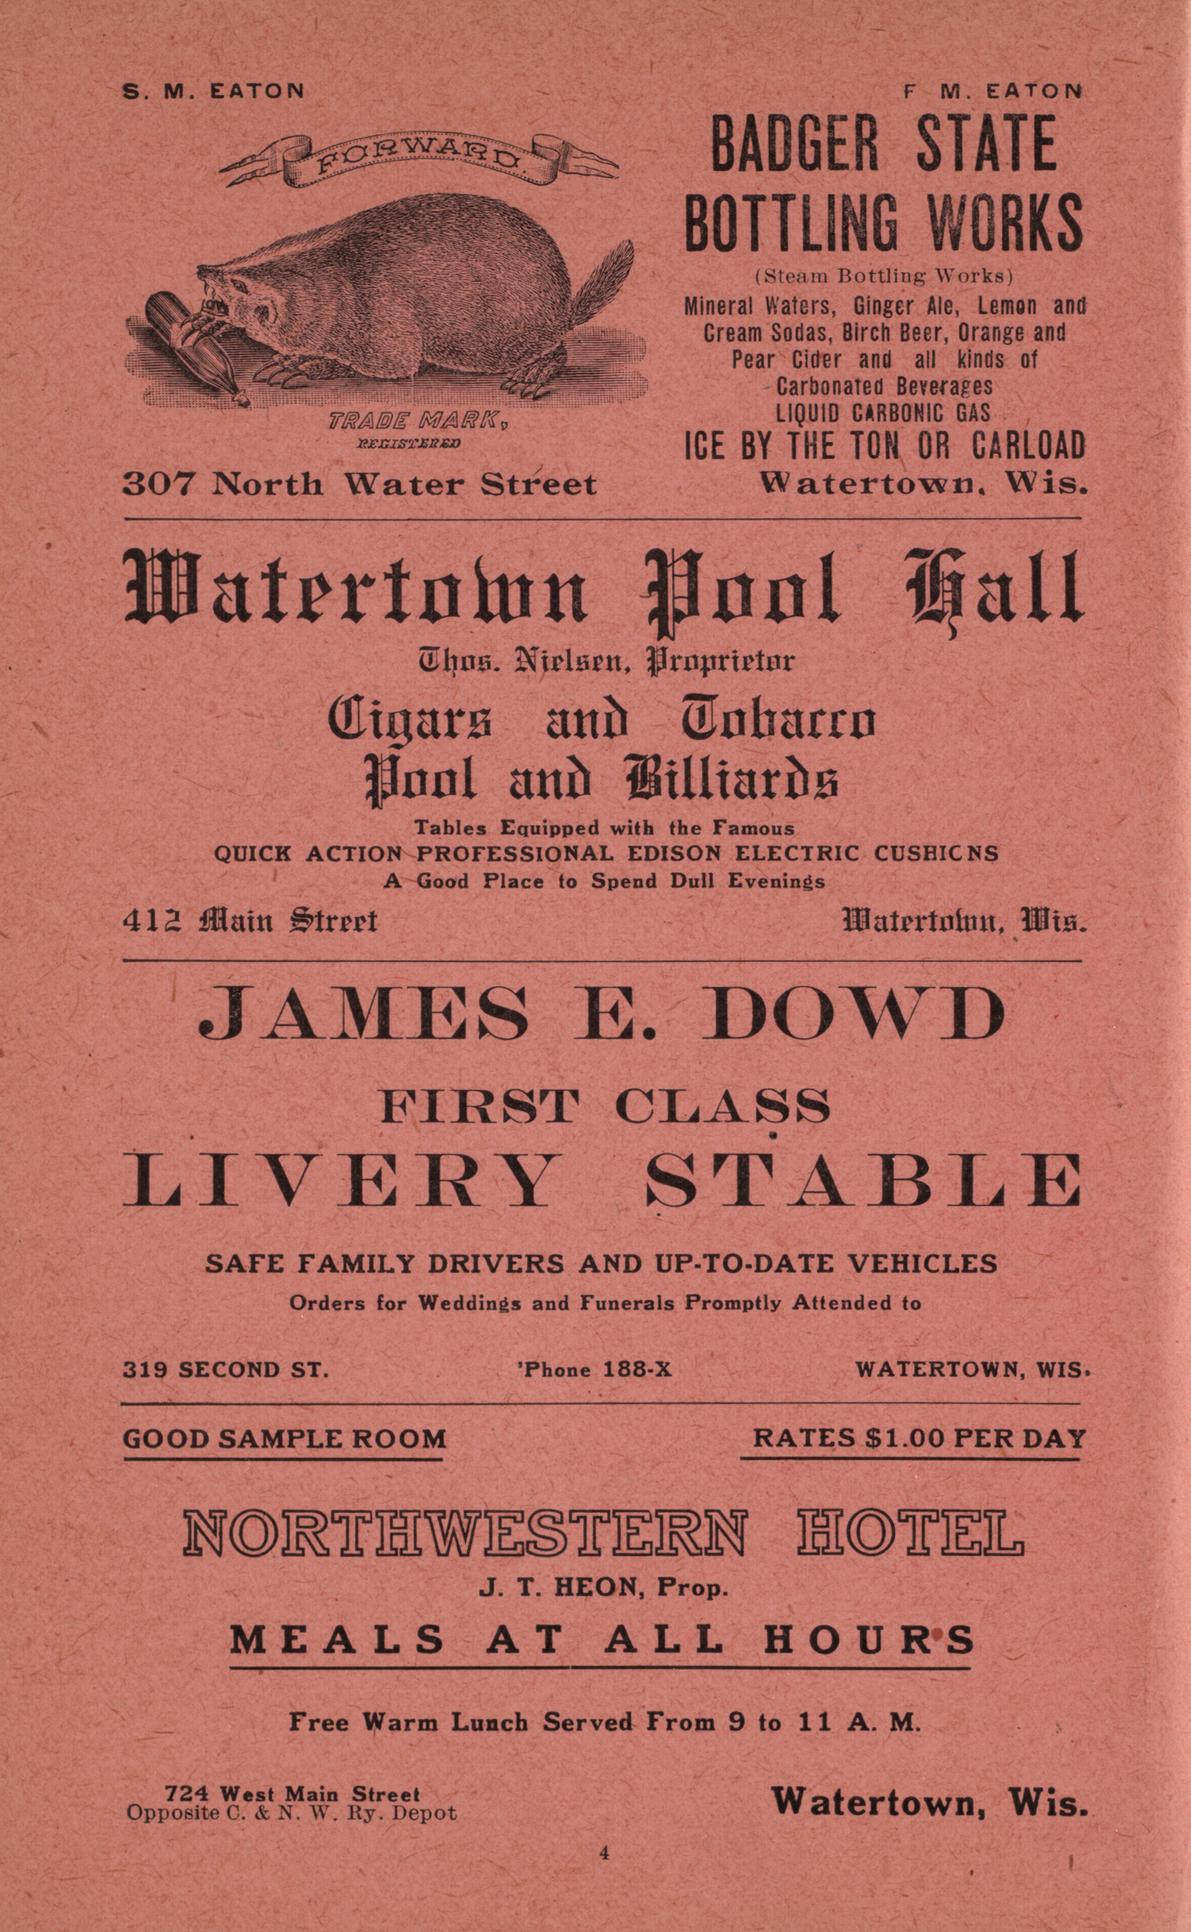 S. M. EATON
F M. EATON
FORWARD.
TRADE MARK,
REGISTERED
BADGER STATE
BOTTLING WORKS
(Steam Bottling Works)
Mineral Waters, Ginger Ale, Lemon and
Cream Sodas, Birch Beer, Orange and
Pear Cider and all kinds of
Carbonated Beverages
LIQUID CARBONIC GAS
ICE BY THE TON OR CARLOAD
307 North Water Street
Watertown, Wis.
Watertown Pool Hall
Thos. Nielsen, Proprietor
Cigars and Tobacco
Pool and Billiards
Tables Equipped with the Famous
QUICK ACTION PROFESSIONAL EDISON ELECTRIC CUSHIONS
A Good Place to Spend Dull Evenings
412 Main Street
Watertown, Wis.
JAMES E. DOWD
FIRST CLASS
LIVERY STABLE
SAFE FAMILY DRIVERS AND UP-TO-DATE VEHICLES
Orders for Weddings and Funerals Promptly Attended to
319 SECOND ST.
'Phone 188-X
WATERTOWN, WIS.
GOOD SAMPLE ROOM
RATES $1.00 PER DAY
NORTHWESTERN HOTEL
J. T. HEON, Prop.
MEALS AT ALL HOURS
Free Warm Lunch Served From 9 to 11 A. M.
724 West Main Street
Opposite C. & N. W. Ry. Depot
Watertown, Wis.
4